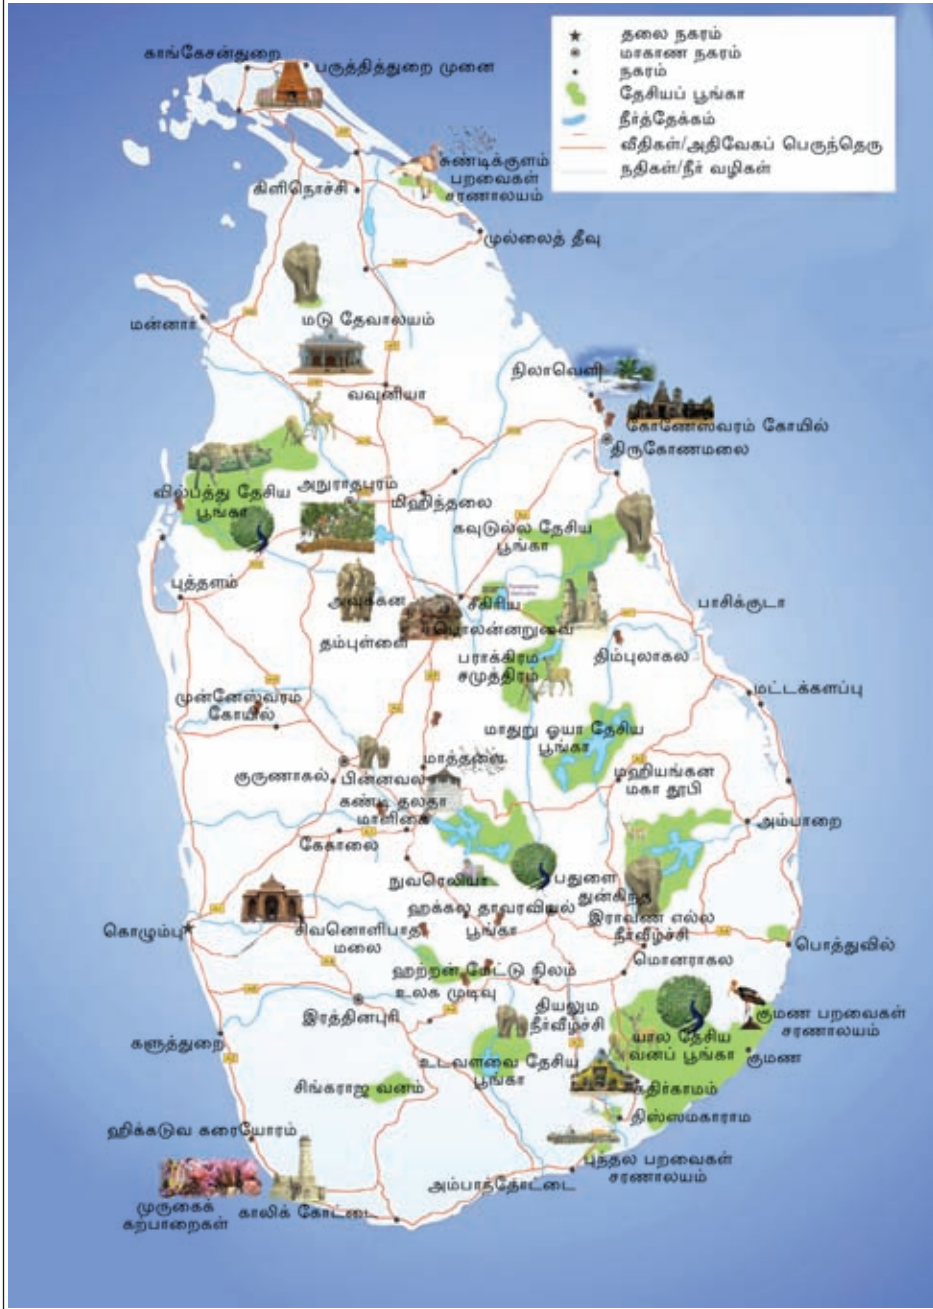 தலை நகரம்
மாகாண நகரம்
நகரம்
தேசியப் பூங்கா
நீர்த்தேக்கம்
வீதிகள்/அதிவேகப் பெருந்தெரு
நதிகள்/நீர் வழிகள்
காங்கேசன்துறை
பருத்தித்துறை முனை
சுண்டிக்குளம்
பறவைகள்
சரணாலயம்
கிளிநொச்சி
முல்லைத் தீவு
மன்னார்
மடு தேவாலயம்
நிலாவெளி
வவுனியா
கோணேஸ்வரம் கோயில்
திருகோணமலை
வில்பத்து தேசிய
பூங்கா
அநுராதபுரம்
மிஹிந்தலை
கவுடுல்ல தேசிய
பூங்கா
புத்தளம்
அவுக்கன
சீகிரிய
பாசிக்குடா
பொலன்னறுவை
தம்புள்ளை
பராக்கிரம
சமுத்திரம்
திம்புலாகல
மட்டக்களப்பு
முன்னேஸ்வரம்
கோயில்
மாதுறு ஓயா தேசிய
பூங்கா
மாத்தளை
குருணாகல்
பின்னவல
மஹியங்கன
மகா தூபி
கண்டி தலதா
மாளிகை
அம்பாறை
கேகாலை
நுவரெலியா
பதுளை
துன்கிந்த
ஹக்கல தாவரவியல்
பூங்கா
இராவண எல்ல
நீர்வீழ்ச்சி
கொழும்பு
சிவனொளிபாத
மலை
பொத்துவில்
மொனராகல
ஹற்றன் மேட்டு நிலம்
உலக முடிவு
இரத்தினபுரி
தியலும
நீர்வீழ்ச்சி
குமண பறவைகள்
சரணாலயம்
யால தேசிய
வனப் பூங்கா
குமண
களுத்துறை
உடவளவை தேசிய
பூங்கா
சிங்கராஜ வனம்
கதிர்காமம்
திஸ்ஸமகாராம
ஹிக்கடுவ கரையோரம்
புந்தல பறவைகள்
சரணாலயம்
அம்பாந்தோட்டை
முருகைக்
கற்பாறைகள்
காலிக் கோட்டை